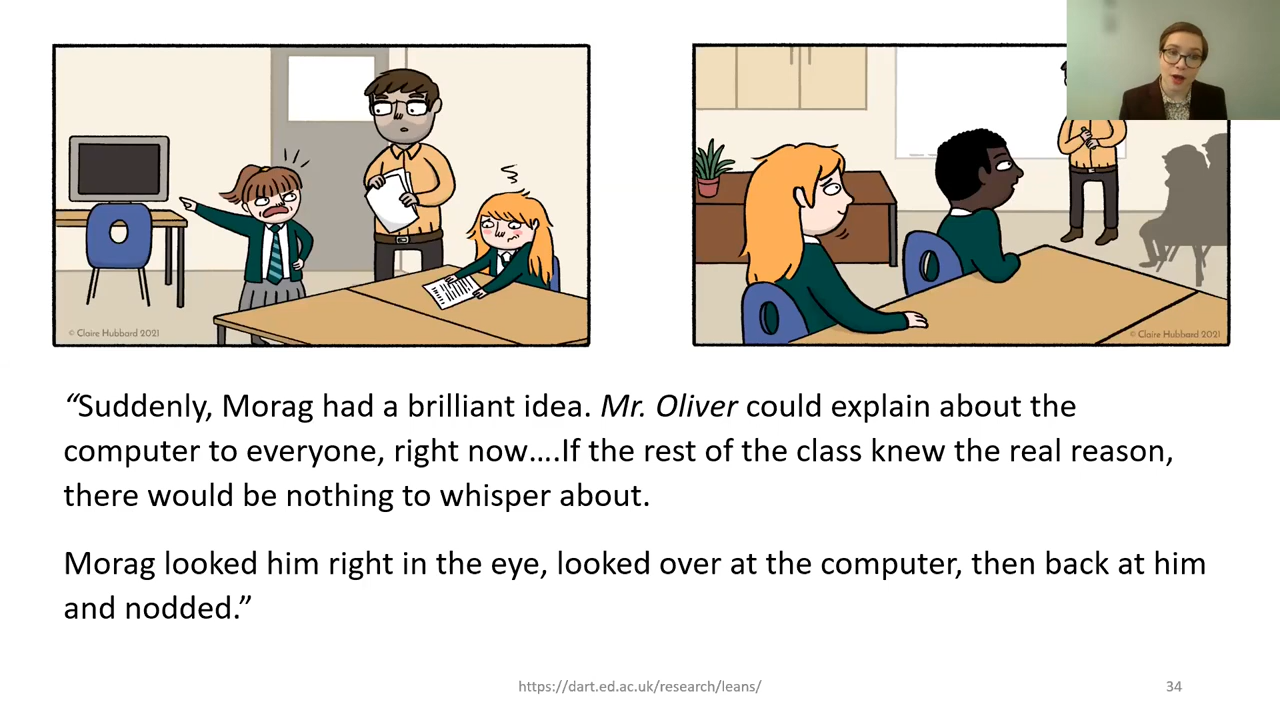 © Claire Hubbard 2021
© Claire Hubbard 2021
“Suddenly, Morag had a brilliant idea. Mr. Oliver could explain about the
computer to everyone, right now….If the rest of the class knew the real reason,
there would be nothing to whisper about.
Morag looked him right in the eye, looked over at the computer, then back at him
and nodded.”
https://dart.ed.ac.uk/research/leans/
34